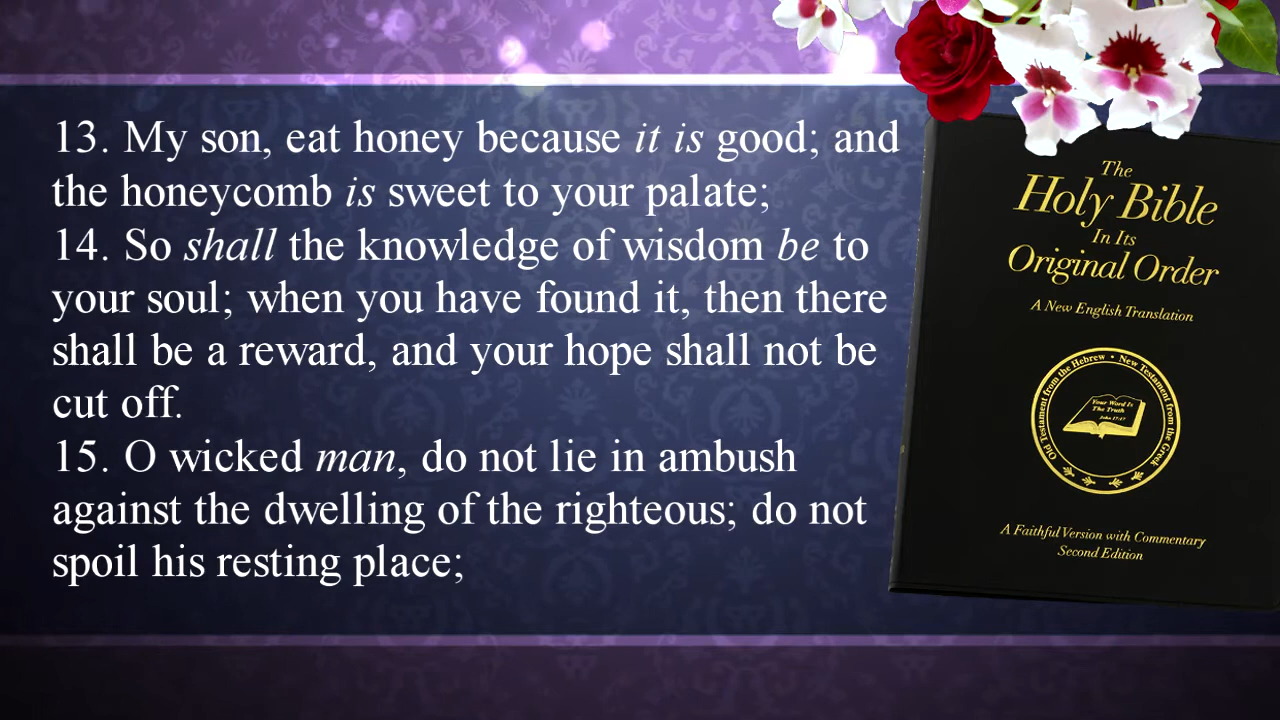 13. My son, eat honey because it is good; and
the honeycomb is sweet to your palate;
14. So shall the knowledge of wisdom be to
your soul; when you have found it, then there
shall be a reward, and your hope shall not be
cut off.
15. O wicked man, do not lie in ambush
against the dwelling of the righteous; do not
spoil his resting place;
The
Holy Bible
In Its
Original Order
A New English Translation
Old Testament from the Hebrew • New Testament from the Greek
Your Word Is
The Truth
John 17:17
A Faithful Version with Commentary
Second Edition